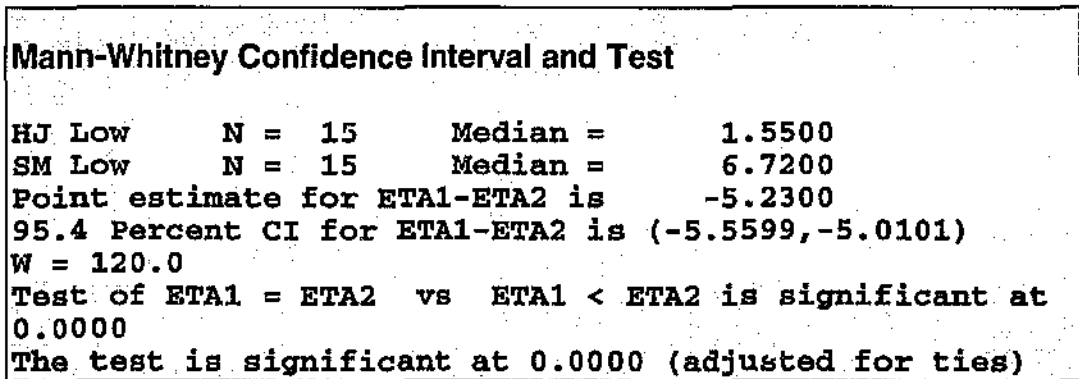 Mann-Whitney Confidence Interval and Test
HJ Low N = 15 Median = 1.5500
SM Low N = 15 Median = 6.7200
Point estimate for ETA1-ETA2 is -5.2300
95.4 Percent CI for ETA1-ETA2 is (-5.5599,-5.0101)
W = 120.0
Test of ETA1 = ETA2 vs ETA1 < ETA2 is significant at
0.0000
The test is significant at 0.0000 (adjusted for ties)